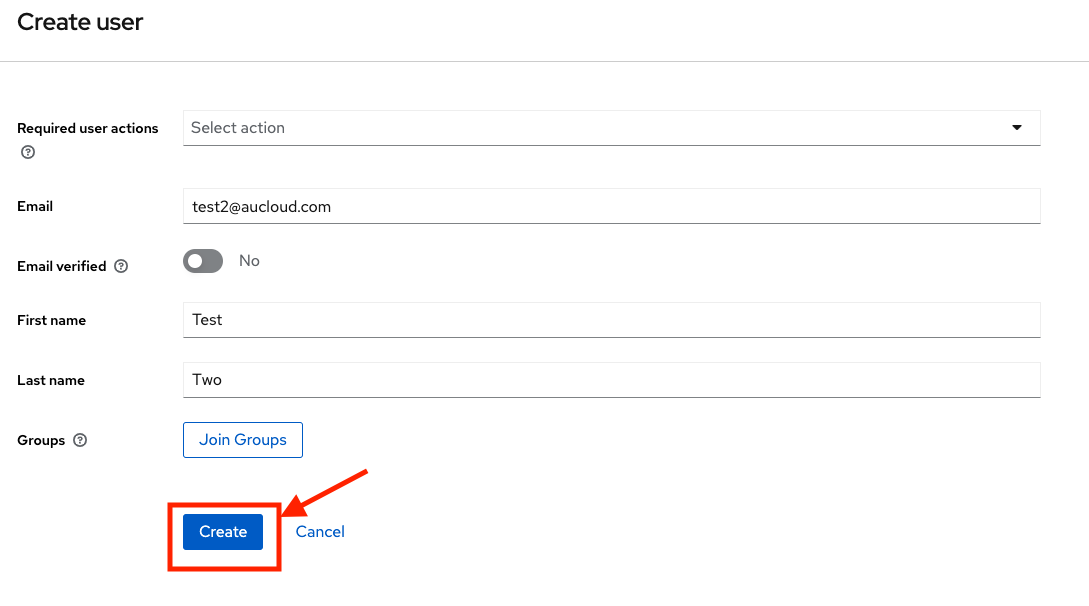 Create user
Required user actions
Select action
Email
test2@aucloud.com
Email verified
No
First name
Test
Last name
Two
Groups
Join Groups
Create
Cancel